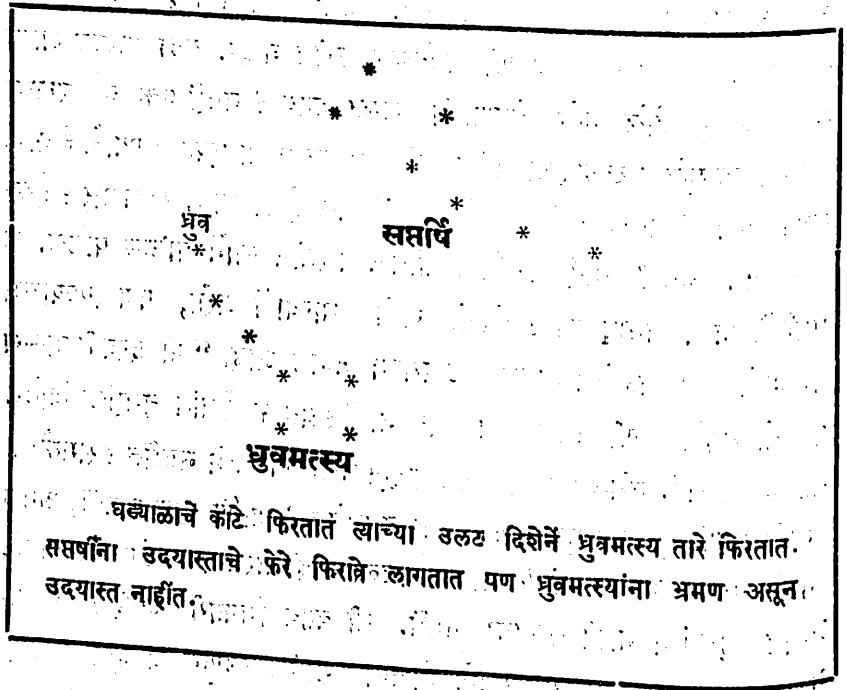 ध्रुव
सप्तर्षि
ध्रुवमत्स्य
घड्याळाचे कांटे फिरतात त्याच्या उलट दिशेनें ध्रुवमत्स्य तारे फिरतात.
सप्तर्षींना उदयास्ताचे फेरे फिरावे लागतात पण ध्रुवमत्स्यांना भ्रमण असून
उदयास्त नाहींत.